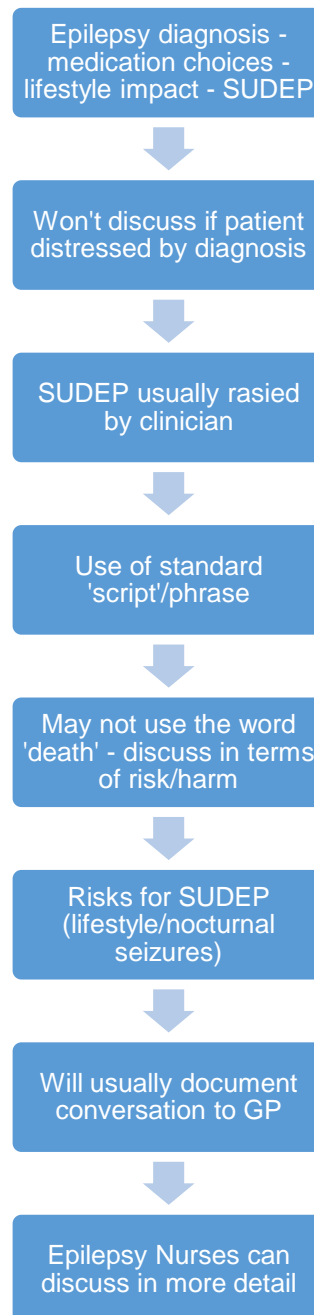 Epilepsy diagnosis -
medication choices -
lifestyle impact - SUDEP
Won't discuss if patient
distressed by diagnosis
SUDEP usually rasied
by clinician
Use of standard
'script'/phrase
May not use the word
'death' - discuss in terms
of risk/harm
Risks for SUDEP
(lifestyle/nocturnal
seizures)
Will usually document
conversation to GP
Epilepsy Nurses can
discuss in more detail